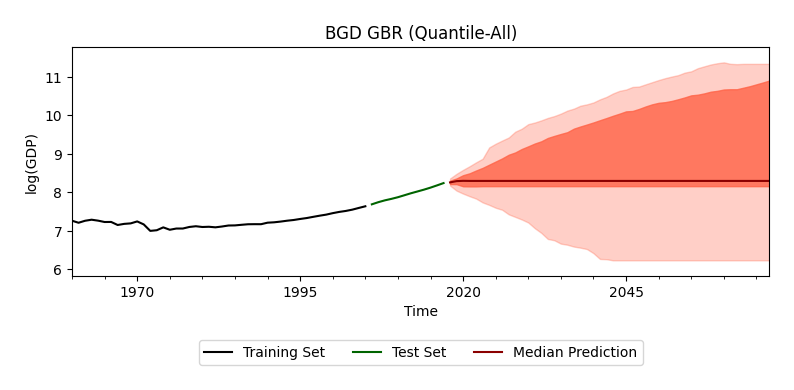 BGD GBR (Quantile-All)
log(GDP)
11
10
9
8
7
6
1970
1995
2020
2045
Time
Training Set
Test Set
Median Prediction